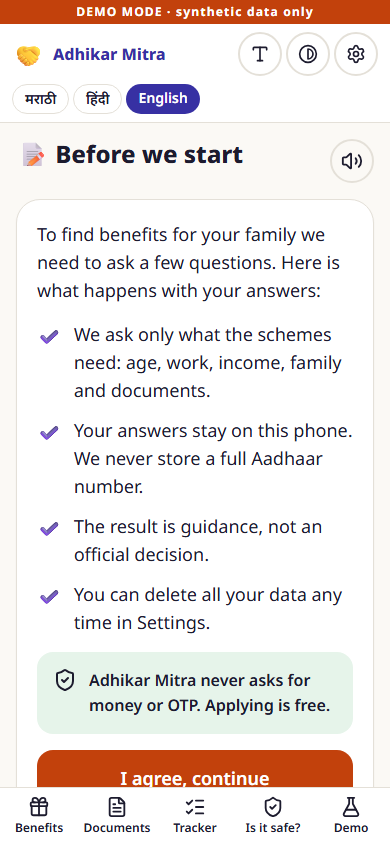 DEMO MODE · synthetic data only
Adhikar Mitra
मराठी
हिंदी
English
Before we start
To find benefits for your family we
need to ask a few questions. Here is
what happens with your answers:
We ask only what the schemes
need: age, work, income, family
and documents.
Your answers stay on this phone.
We never store a full Aadhaar
number.
The result is guidance, not an
official decision.
You can delete all your data any
time in Settings.
Adhikar Mitra never asks for
money or OTP. Applying is free.
I agree, continue
Benefits
Documents
Tracker
Is it safe?
Demo